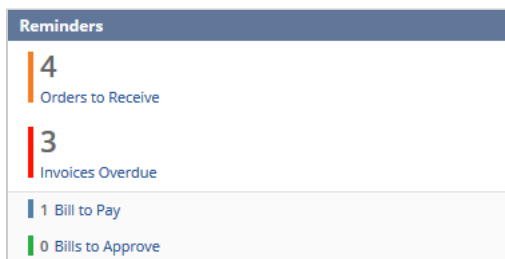 Reminders
4
Orders to Receive
3
Invoices Overdue
1 Bill to Pay
0 Bills to Approve